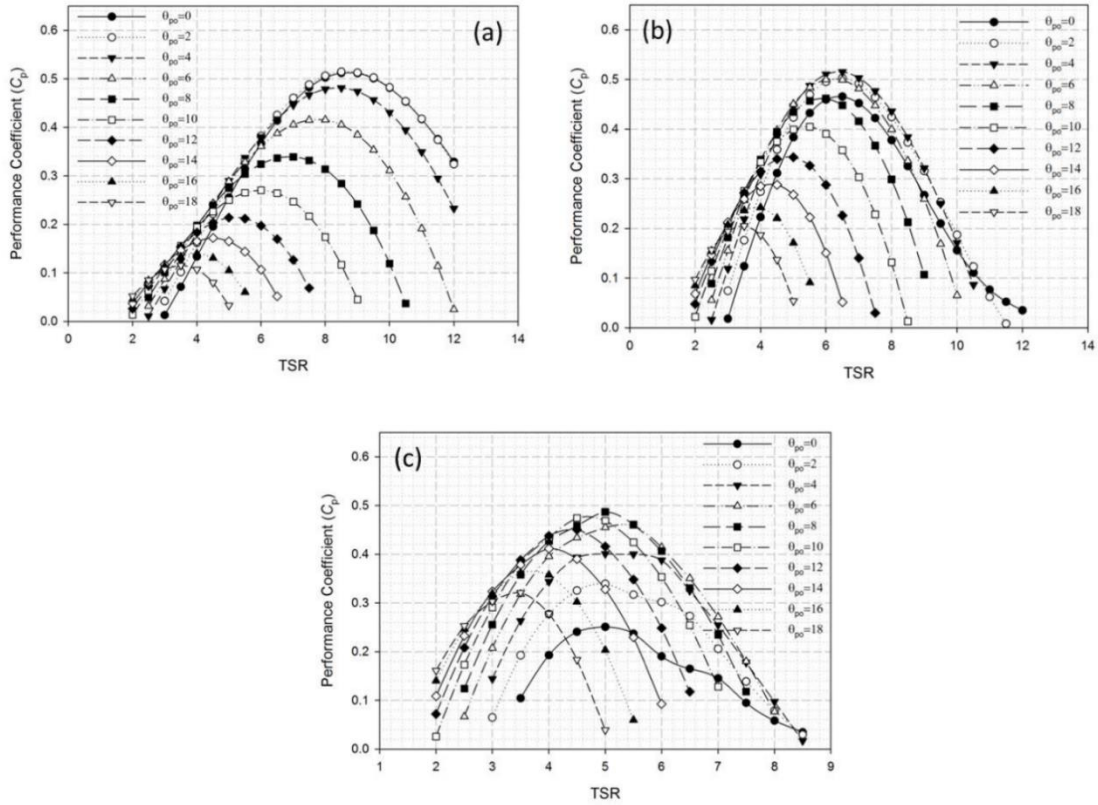 (a)
Performance Coefficient (Cp)
0.6
0.5
0.4
0.3
0.2
0.1
0.0
0 2 4 6 8 10 12 14
TSR
θpo=0
θpo=2
θpo=4
θpo=6
θpo=8
θpo=10
θpo=12
θpo=14
θpo=16
θpo=18
(b)
Performance Coefficient (Cp)
0.6
0.5
0.4
0.3
0.2
0.1
0.0
0 2 4 6 8 10 12 14
TSR
θpo=0
θpo=2
θpo=4
θpo=6
θpo=8
θpo=10
θpo=12
θpo=14
θpo=16
θpo=18
(c)
Performance Coefficient (Cp)
0.6
0.5
0.4
0.3
0.2
0.1
0.0
1 2 3 4 5 6 7 8 9
TSR
θpo=0
θpo=2
θpo=4
θpo=6
θpo=8
θpo=10
θpo=12
θpo=14
θpo=16
θpo=18